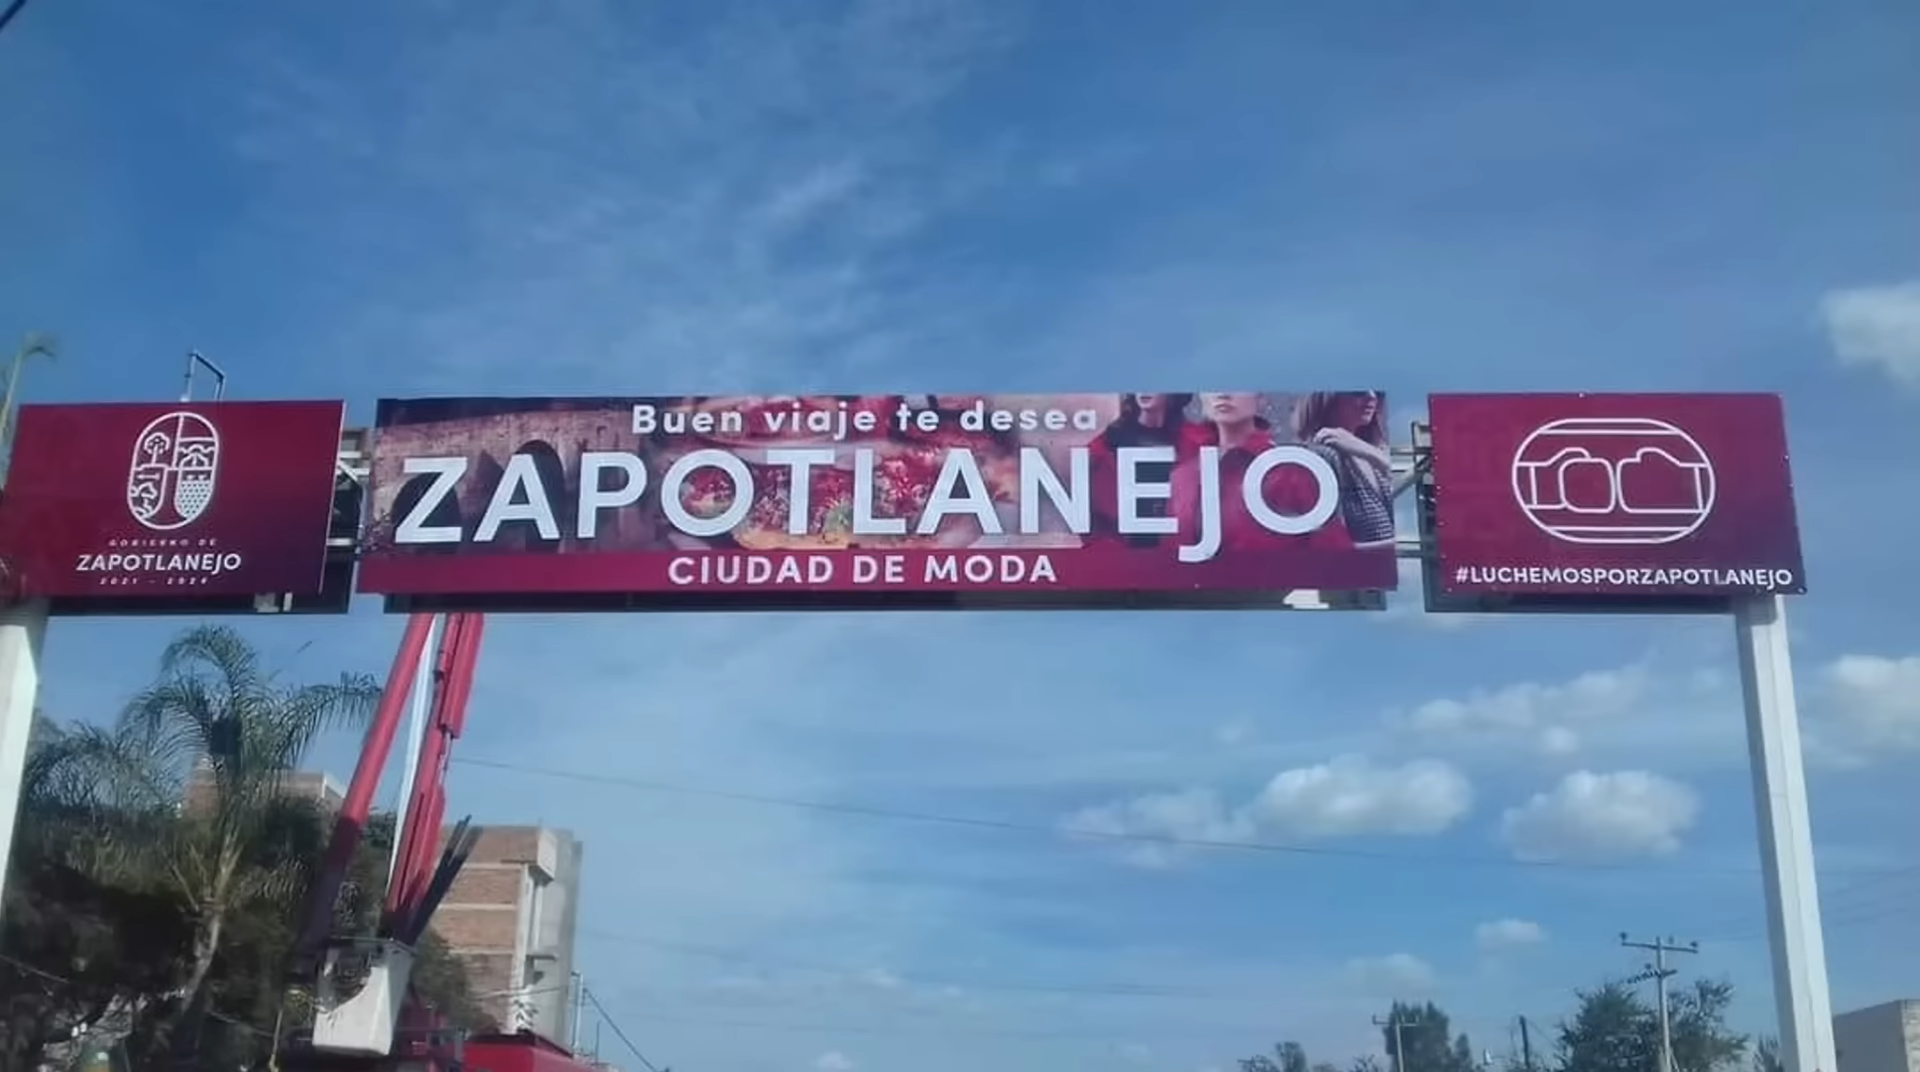 GOBIERNO DE
ZAPOTLANEJO
2021 - 2024
Buen viaje te desea
ZAPOTLANEJO
CIUDAD DE MODA
#LUCHEMOSPORZAPOTLANEJO